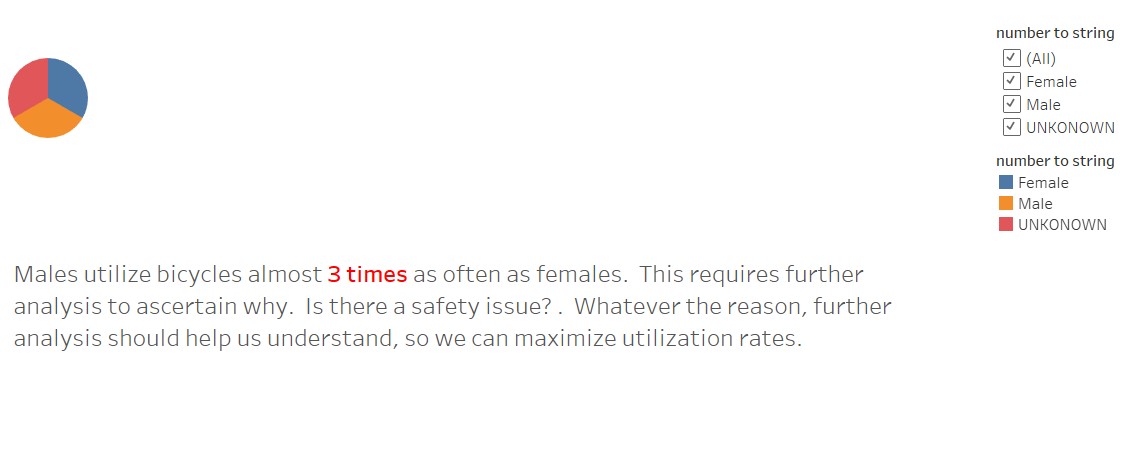 number to string
(All)
Female
Male
UNKONOWN
number to string
Female
Male
UNKONOWN
Males utilize bicycles almost 3 times as often as females.  This requires further
analysis to ascertain why.  Is there a safety issue? .  Whatever the reason, further
analysis should help us understand, so we can maximize utilization rates.